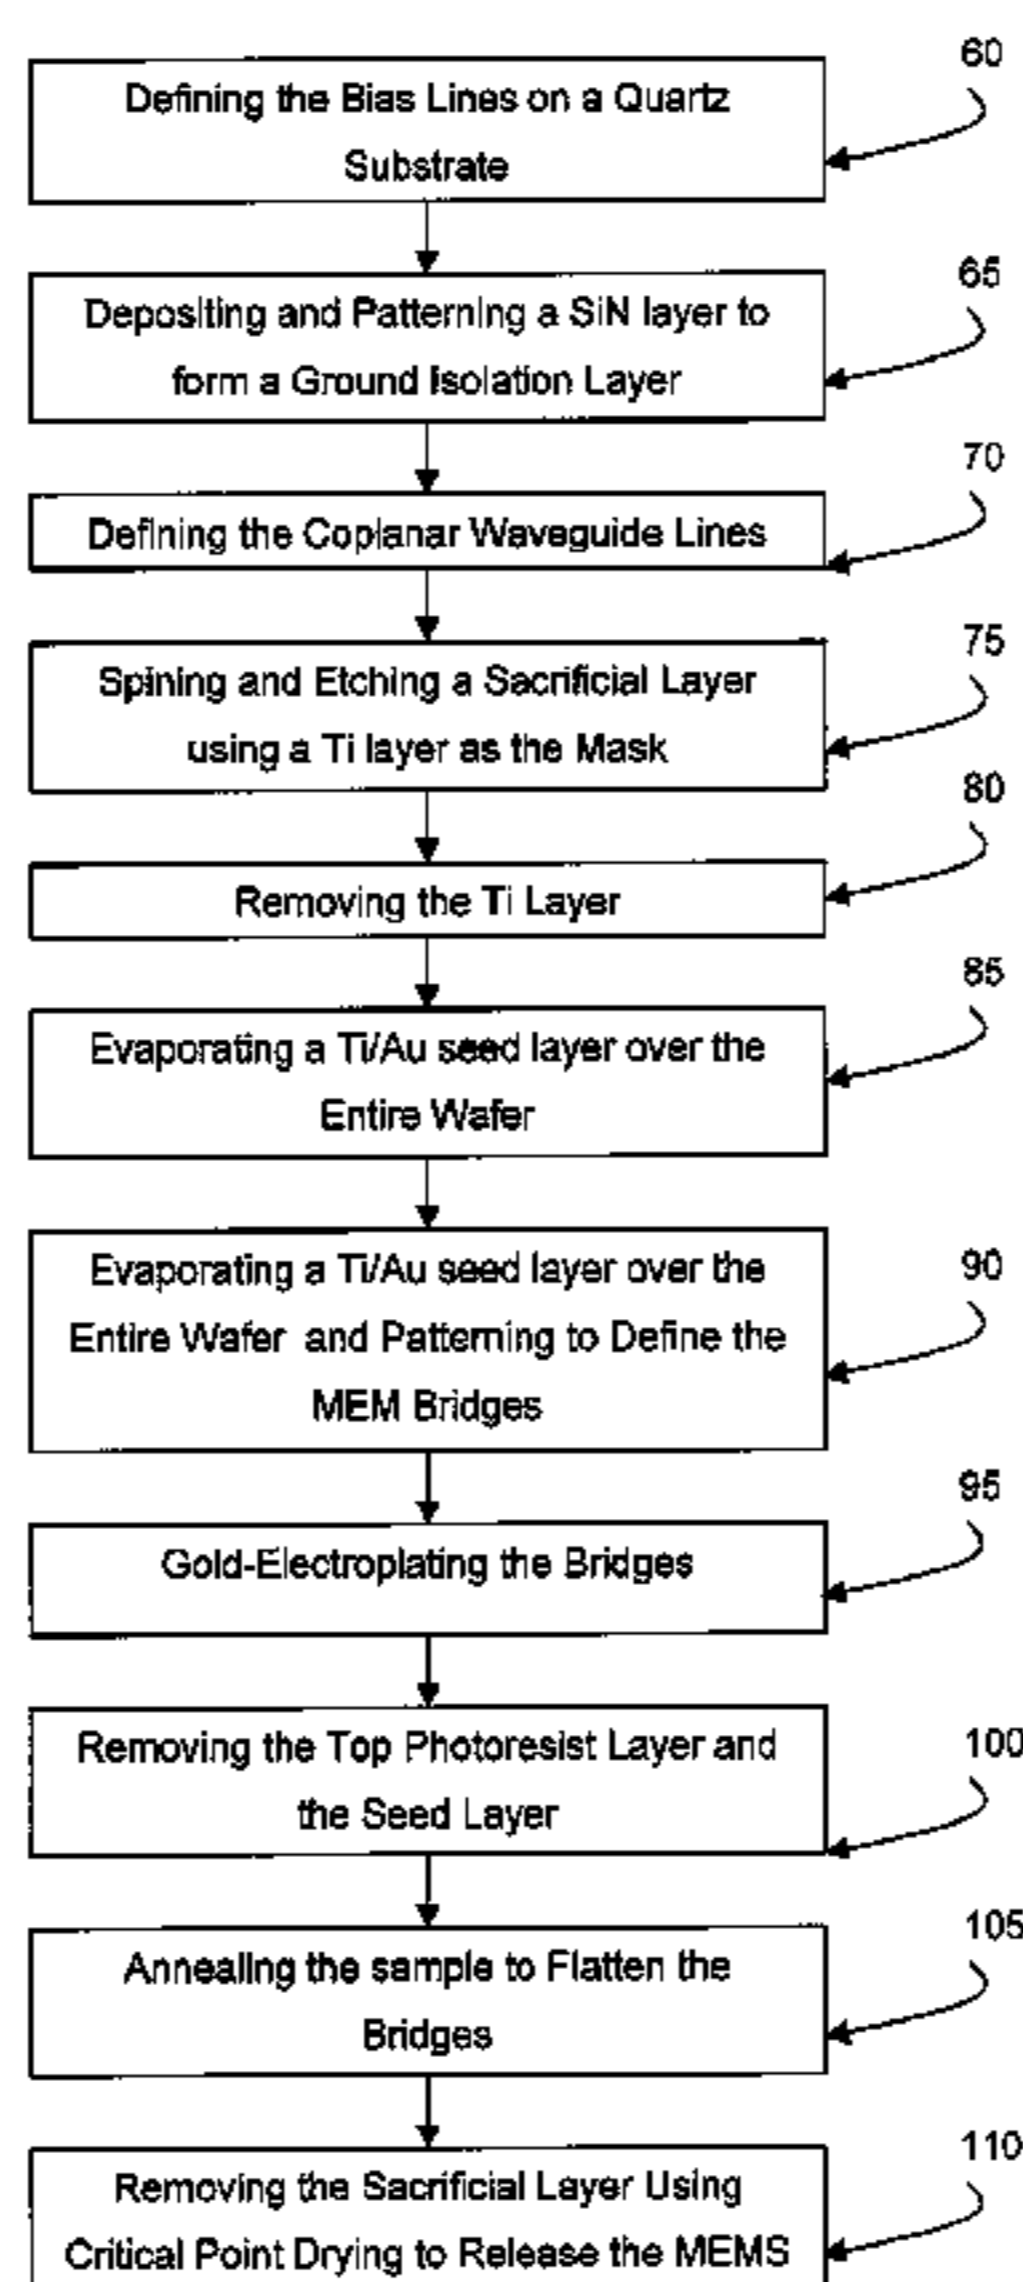 60
Defining the Bias Lines on a Quartz
Substrate
65
Depositing and Patterning a SiN layer to
form a Ground Isolation Layer
70
Defining the Coplanar Waveguide Lines
75
Spining and Etching a Sacrificial Layer
using a Ti layer as the Mask
80
Removing the Ti Layer
85
Evaporating a Ti/Au seed layer over the
Entire Wafer
90
Evaporating a Ti/Au seed layer over the
Entire Wafer and Patterning to Define the
MEM Bridges
95
Gold-Electroplating the Bridges
100
Removing the Top Photoresist Layer and
the Seed Layer
105
Annealing the sample to Flatten the
Bridges
110
Removing the Sacrificial Layer Using
Critical Point Drying to Release the MEMS